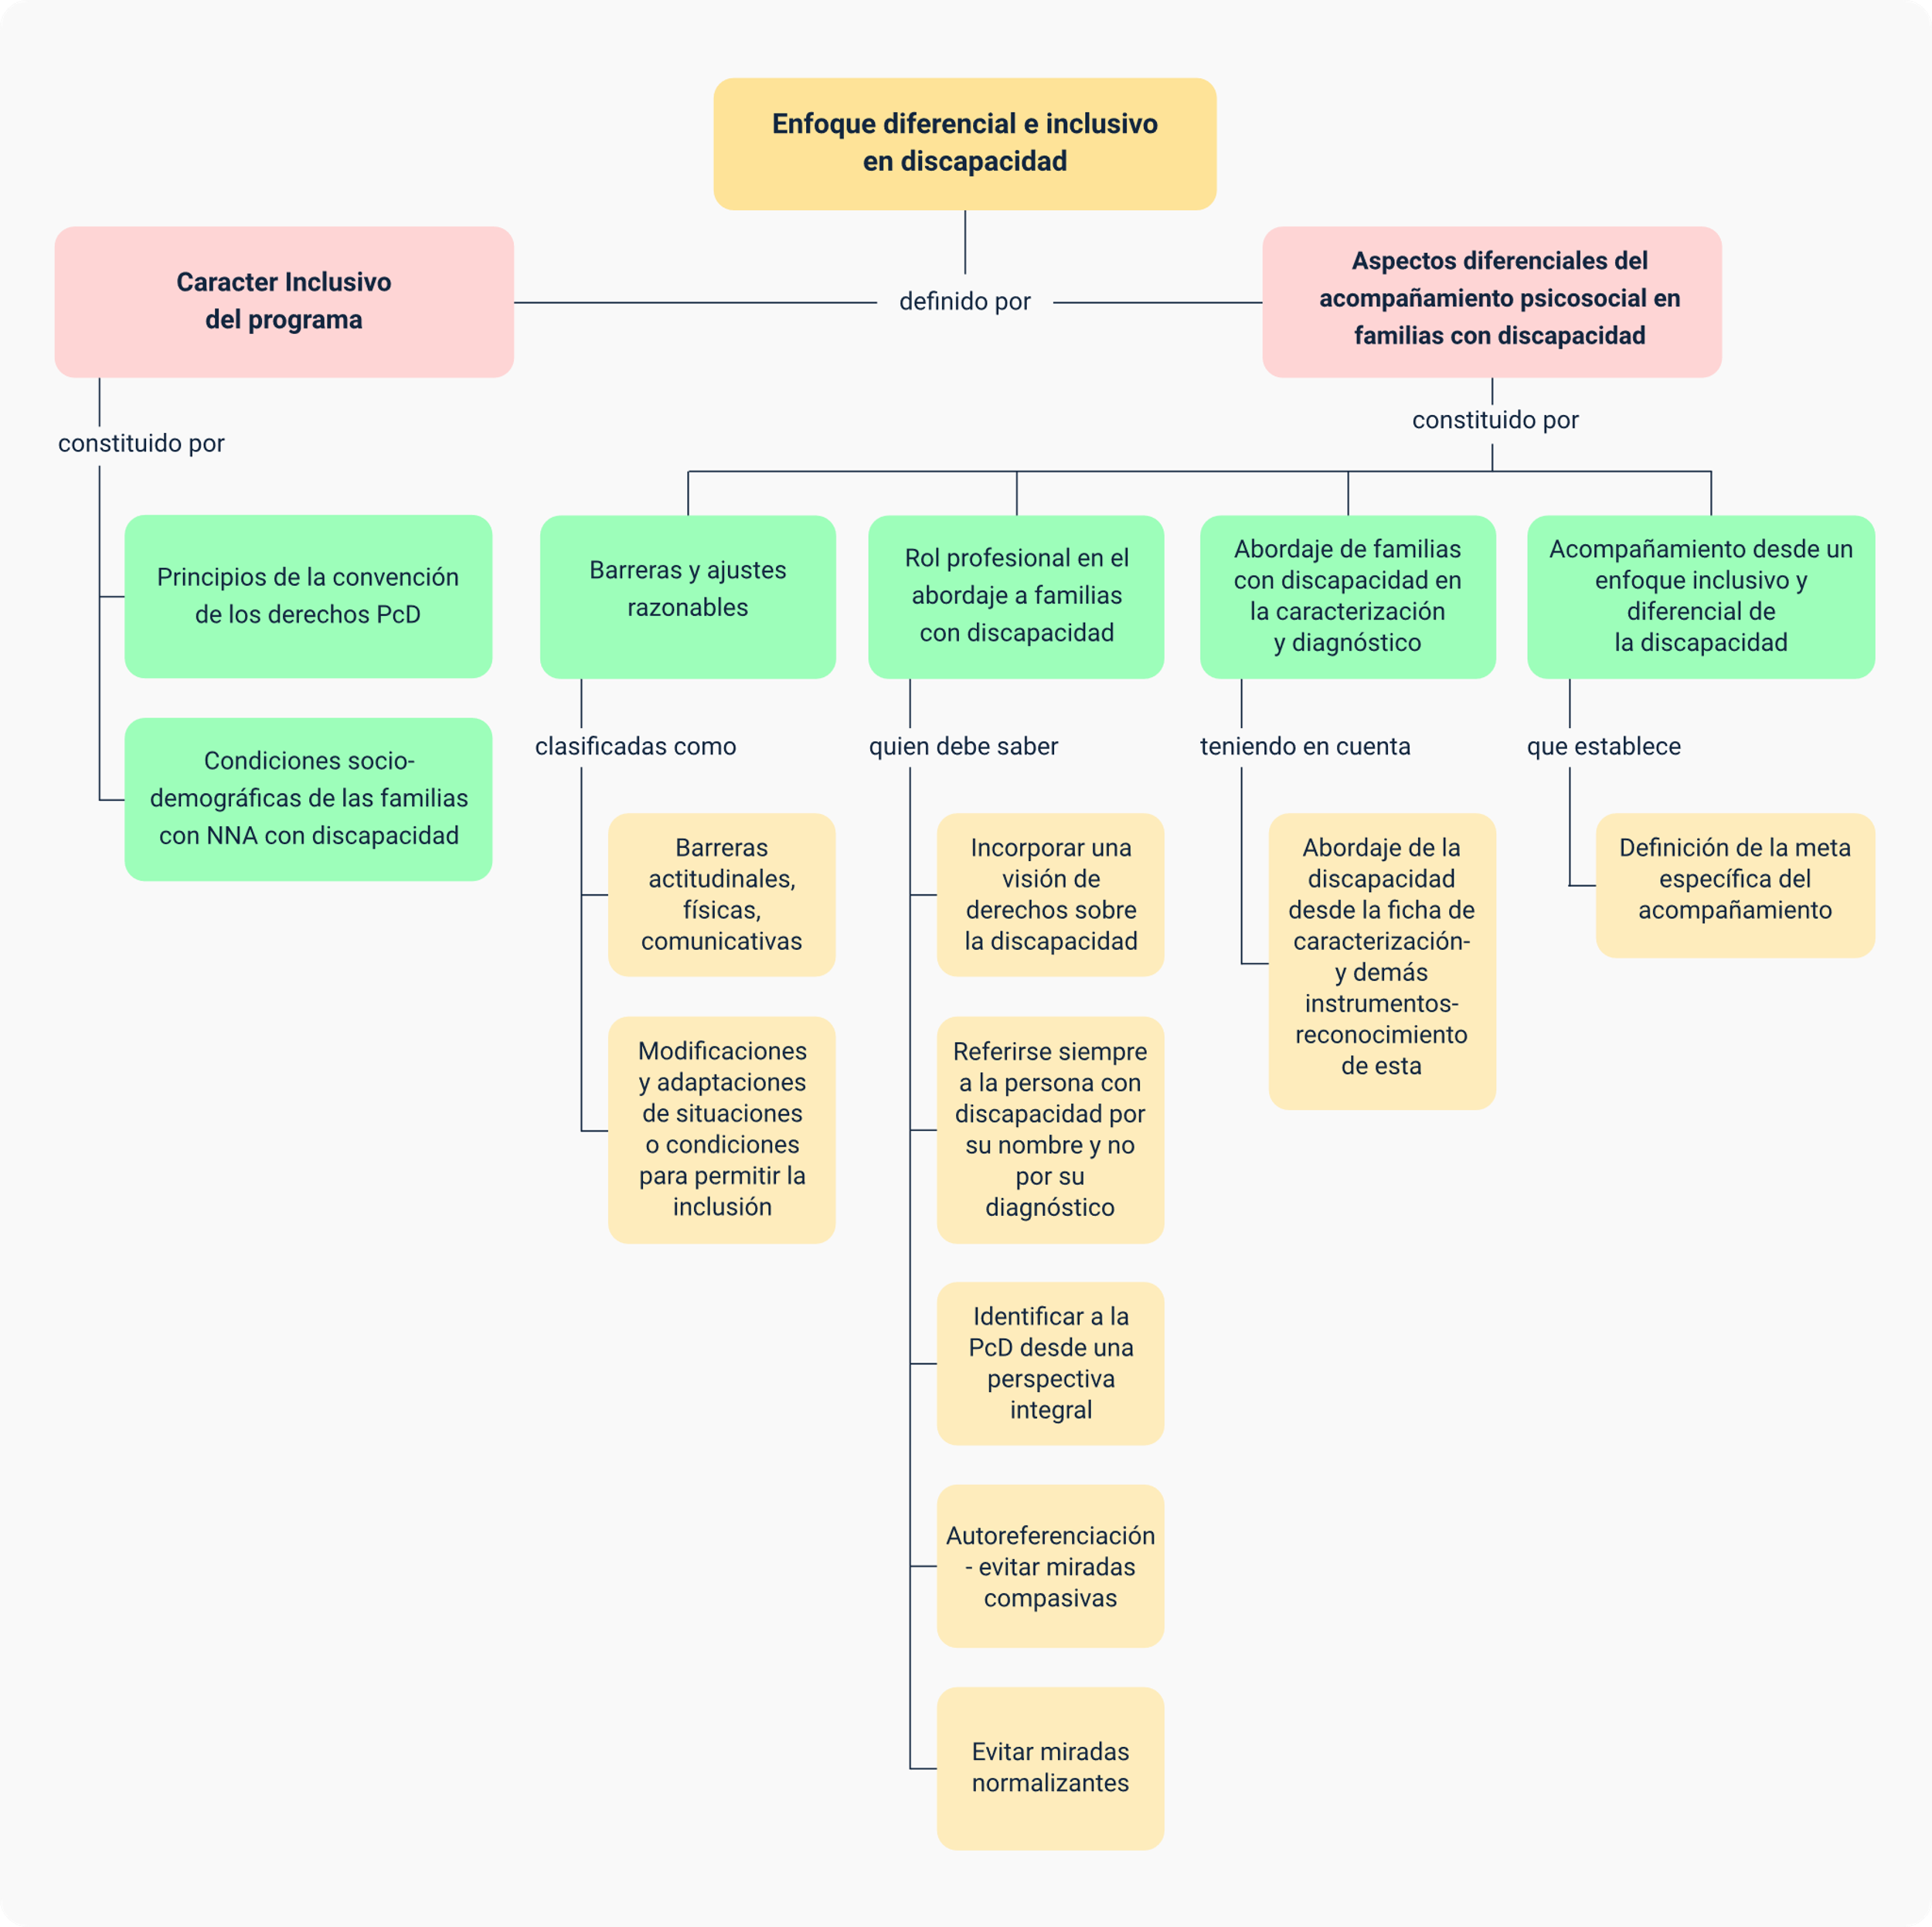 Enfoque diferencial e inclusivo
en discapacidad
definido por
Caracter Inclusivo
del programa
constituido por
Principios de la convención
de los derechos PcD
Condiciones socio-
demográficas de las familias
con NNA con discapacidad
Aspectos diferenciales del
acompañamiento psicosocial en
familias con discapacidad
constituido por
Barreras y ajustes
razonables
clasificadas como
Barreras
actitudinales,
físicas,
comunicativas
Modificaciones
y adaptaciones
de situaciones
o condiciones
para permitir la
inclusión
Rol profesional en el
abordaje a familias
con discapacidad
quien debe saber
Incorporar una
visión de
derechos sobre
la discapacidad
Referirse siempre
a la persona con
discapacidad por
su nombre y no
por su
diagnóstico
Identificar a la
PcD desde una
perspectiva
integral
Autoreferenciación
- evitar miradas
compasivas
Evitar miradas
normalizantes
Abordaje de familias
con discapacidad en
la caracterización
y diagnóstico
teniendo en cuenta
Abordaje de la
discapacidad
desde la ficha de
caracterización-
y demás
instrumentos-
reconocimiento
de esta
Acompañamiento desde un
enfoque inclusivo y
diferencial de
la discapacidad
que establece
Definición de la meta
específica del
acompañamiento